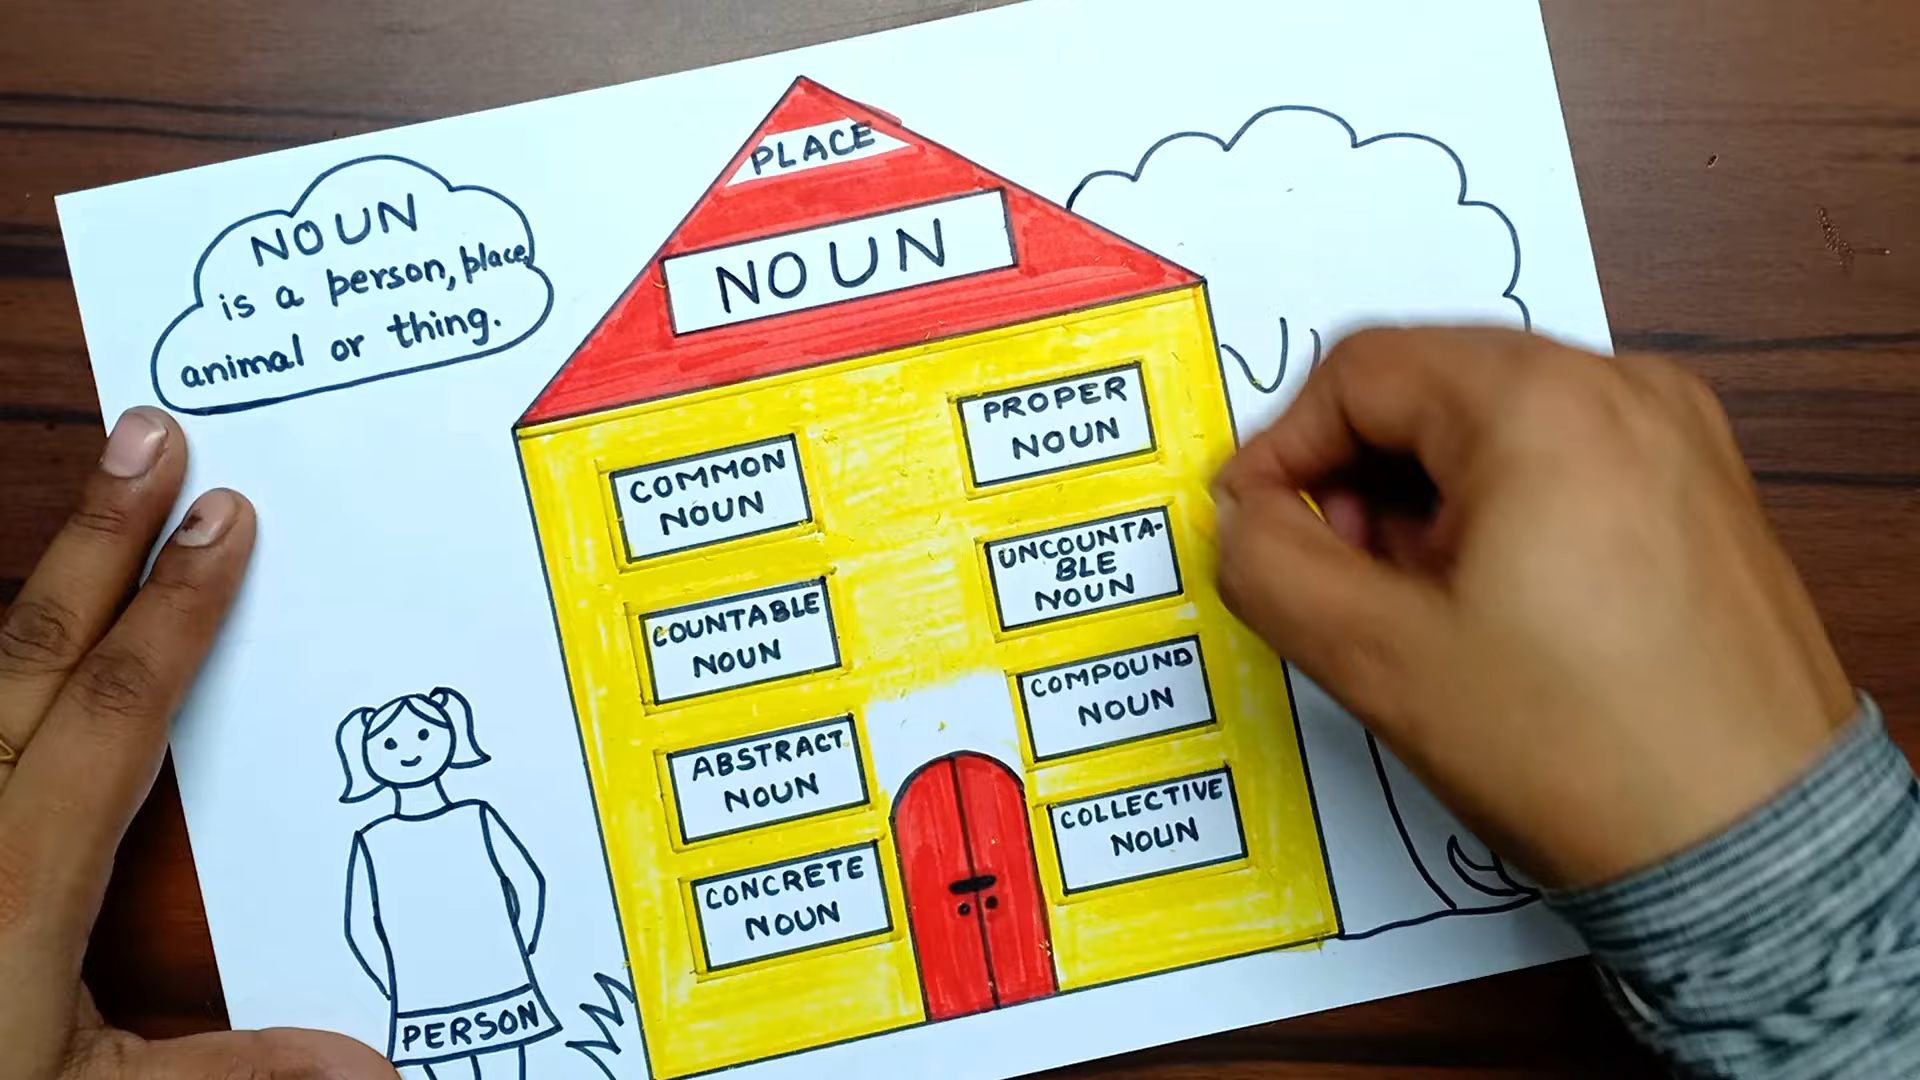 PLACE
NOUN
NOUN
is a person, place,
animal or thing.
COMMON
NOUN
PROPER
NOUN
COUNTABLE
NOUN
UNCOUNTA-
BLE
NOUN
ABSTRACT
NOUN
COMPOUND
NOUN
CONCRETE
NOUN
COLLECTIVE
NOUN
PERSON